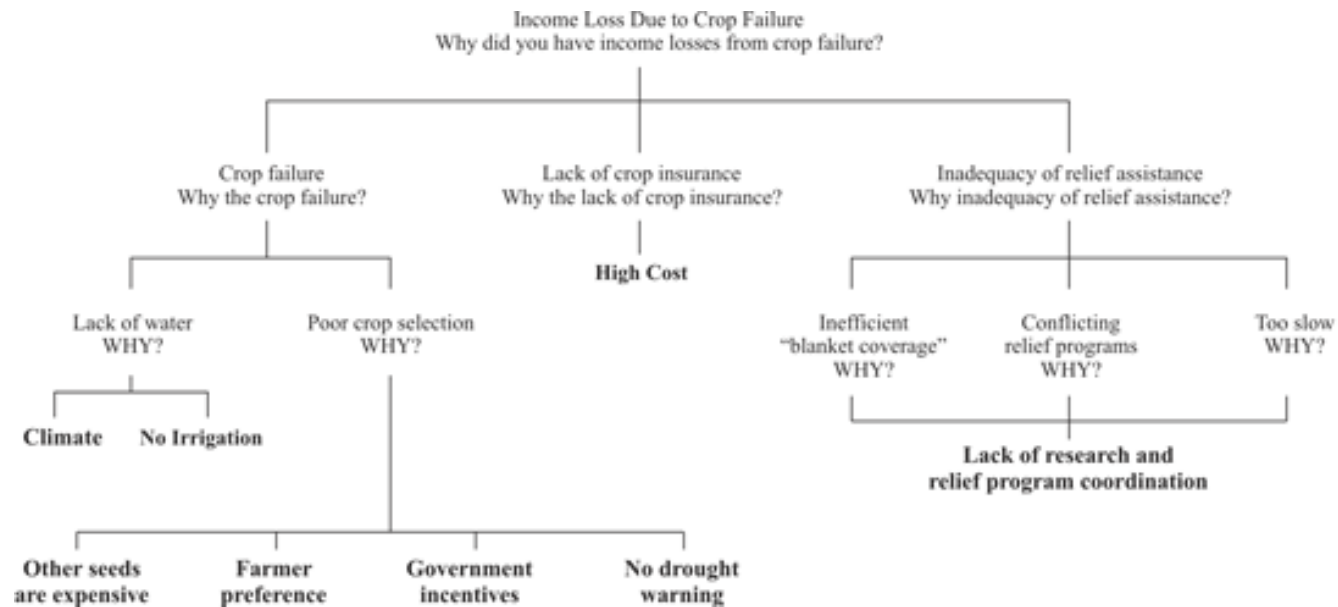 Income Loss Due to Crop Failure
Why did you have income losses from crop failure?
Crop failure
Why the crop failure?
Lack of crop insurance
Why the lack of crop insurance?
Inadequacy of relief assistance
Why inadequacy of relief assistance?
High Cost
Lack of water
WHY?
Poor crop selection
WHY?
Inefficient
“blanket coverage”
WHY?
Conflicting
relief programs
WHY?
Too slow
WHY?
Climate
No Irrigation
Lack of research and
relief program coordination
Other seeds
are expensive
Farmer
preference
Government
incentives
No drought
warning